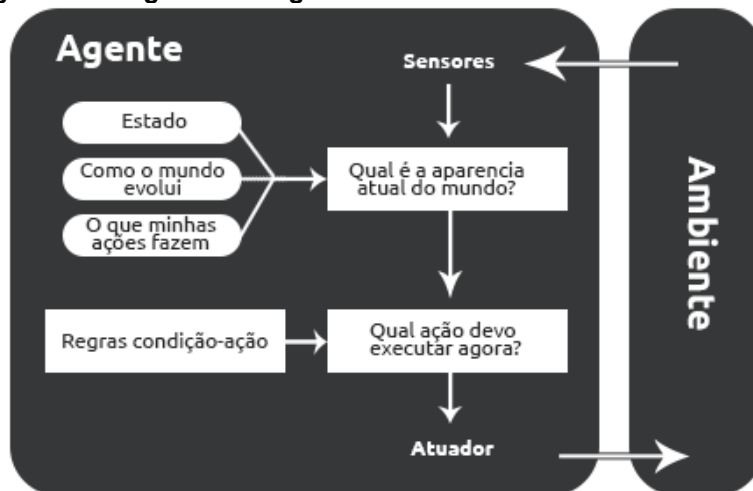 Agente
Sensores
Estado
Como o mundo
evolui
O que minhas
ações fazem
Qual é a aparencia
atual do mundo?
Regras condição-ação
Qual ação devo
executar agora?
Atuador
Ambiente